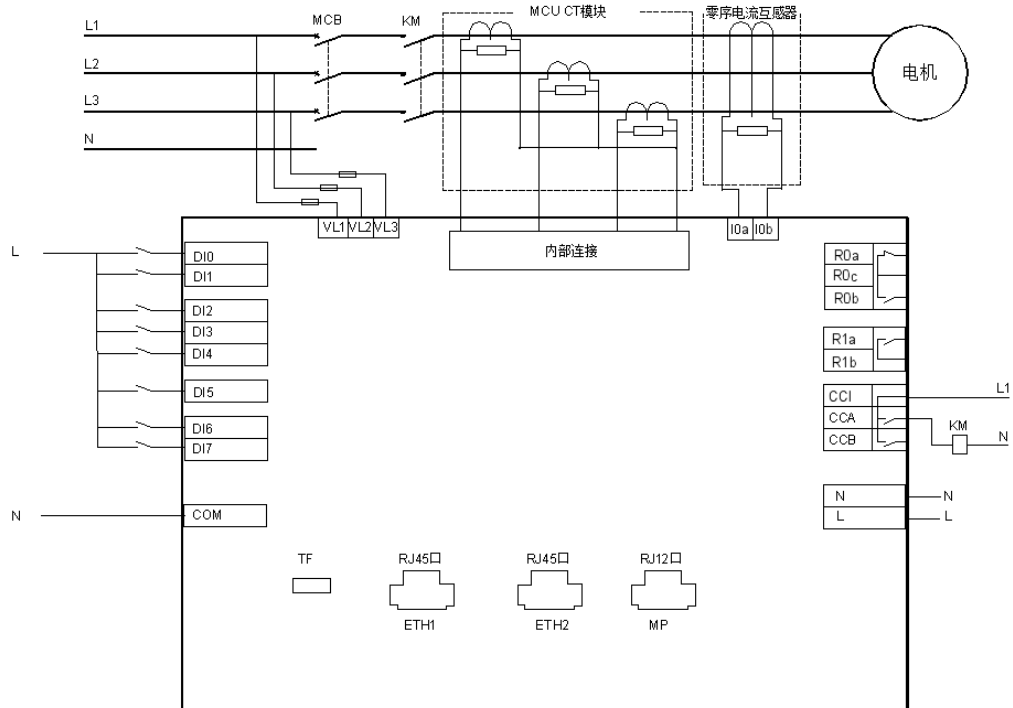 MCU CT模块
零序电流互感器
L1
MCB
KM
L2
电机
L3
N
VL1 VL2 VL3
I0a I0b
内部连接
L
DI0
DI1
DI2
DI3
DI4
DI5
DI6
DI7
N
COM
R0a
R0c
R0b
R1a
R1b
CCI
L1
CCA
KM
CCB
N
N
N
L
L
TF
RJ45口
RJ45口
RJ12口
ETH1
ETH2
MP